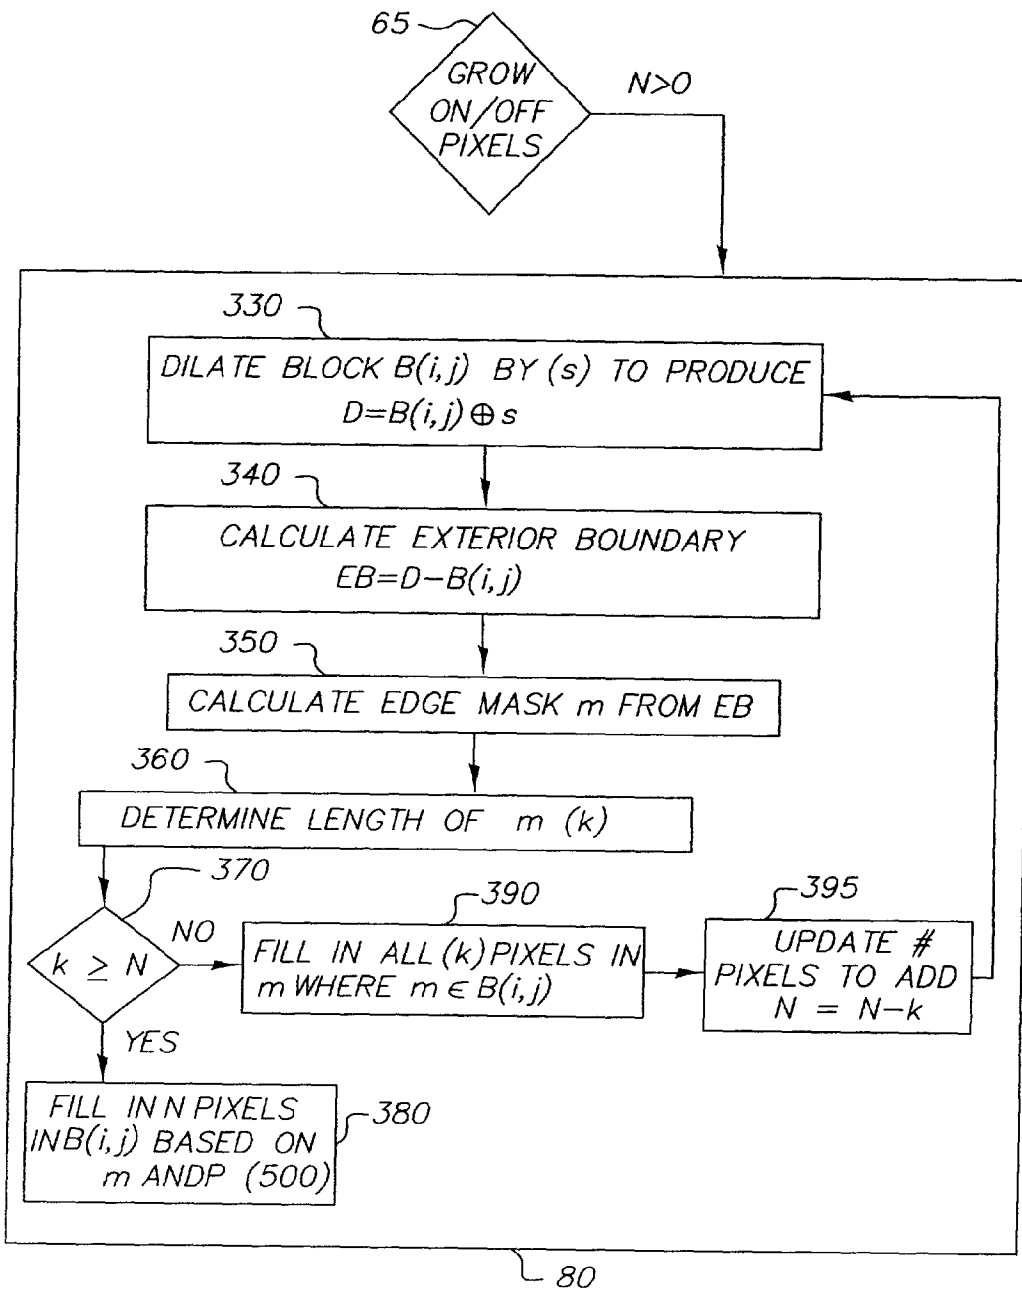 65
GROW
ON/OFF
PIXELS
N>0
330
DILATE BLOCK B(i,j) BY (s) TO PRODUCE
D=B(i,j)⊕s
340
CALCULATE EXTERIOR BOUNDARY
EB=D-B(i,j)
350
CALCULATE EDGE MASK m FROM EB
360
DETERMINE LENGTH OF m (k)
370
k ≥ N
NO
390
FILL IN ALL (k) PIXELS IN
m WHERE m ∈ B(i,j)
395
UPDATE #
PIXELS TO ADD
N = N-k
YES
FILL IN N PIXELS
IN B(i,j) BASED ON
m ANDP (500)
380
80